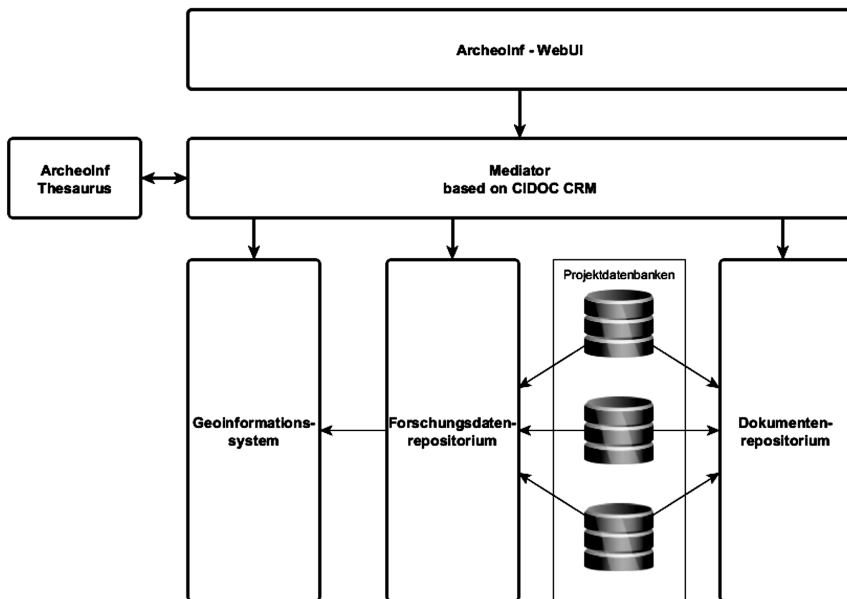 ArcheoInf - WebUI
ArcheoInf
Thesaurus
Mediator
based on CIDOC CRM
Projektdatenbanken
Geoinformations-
system
Forschungsdaten-
repositorium
Dokumenten-
repositorium